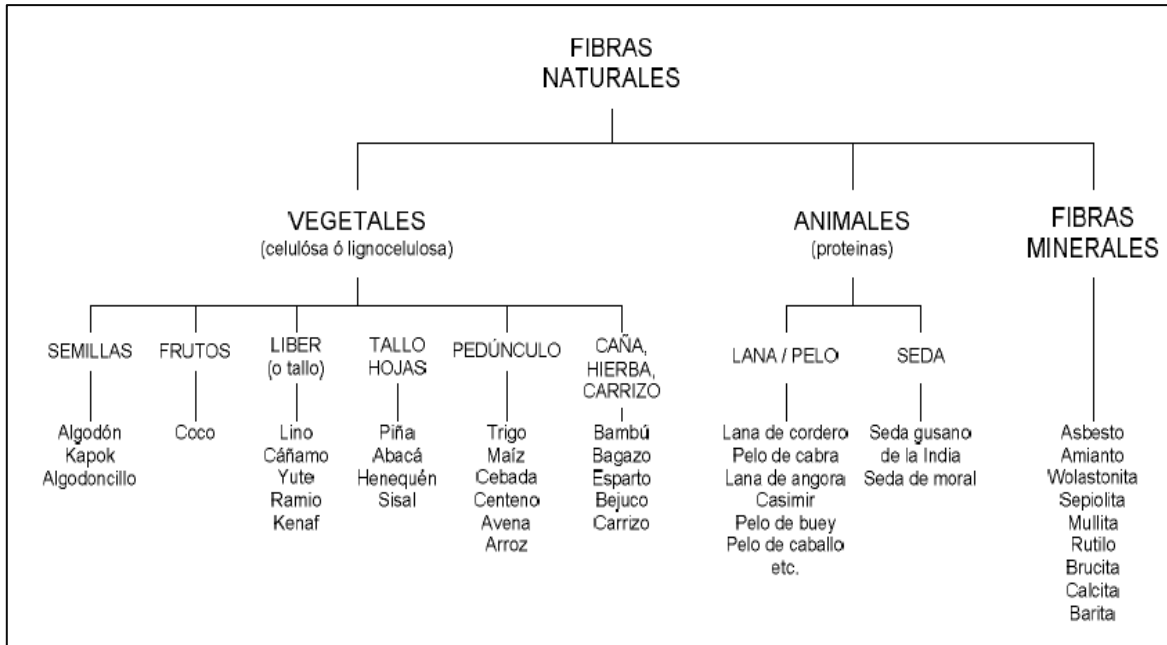 FIBRAS
NATURALES
VEGETALES
(celulósa ó lignocelulosa)
ANIMALES
(proteinas)
FIBRAS
MINERALES
SEMILLAS
FRUTOS
LIBER
(o tallo)
TALLO
HOJAS
PEDÚNCULO
CAÑA,
HIERBA,
CARRIZO
LANA / PELO
SEDA
Algodón
Kapok
Algodoncillo
Coco
Lino
Cáñamo
Yute
Ramio
Kenaf
Piña
Abacá
Henequén
Sisal
Trigo
Maíz
Cebada
Centeno
Avena
Arroz
Bambú
Bagazo
Esparto
Bejuco
Carrizo
Lana de cordero
Pelo de cabra
Lana de angora
Casimir
Pelo de buey
Pelo de caballo
etc.
Seda gusano
de la India
Seda de moral
Asbesto
Amianto
Wolastonita
Sepiolita
Mullita
Rutilo
Brucita
Calcita
Barita